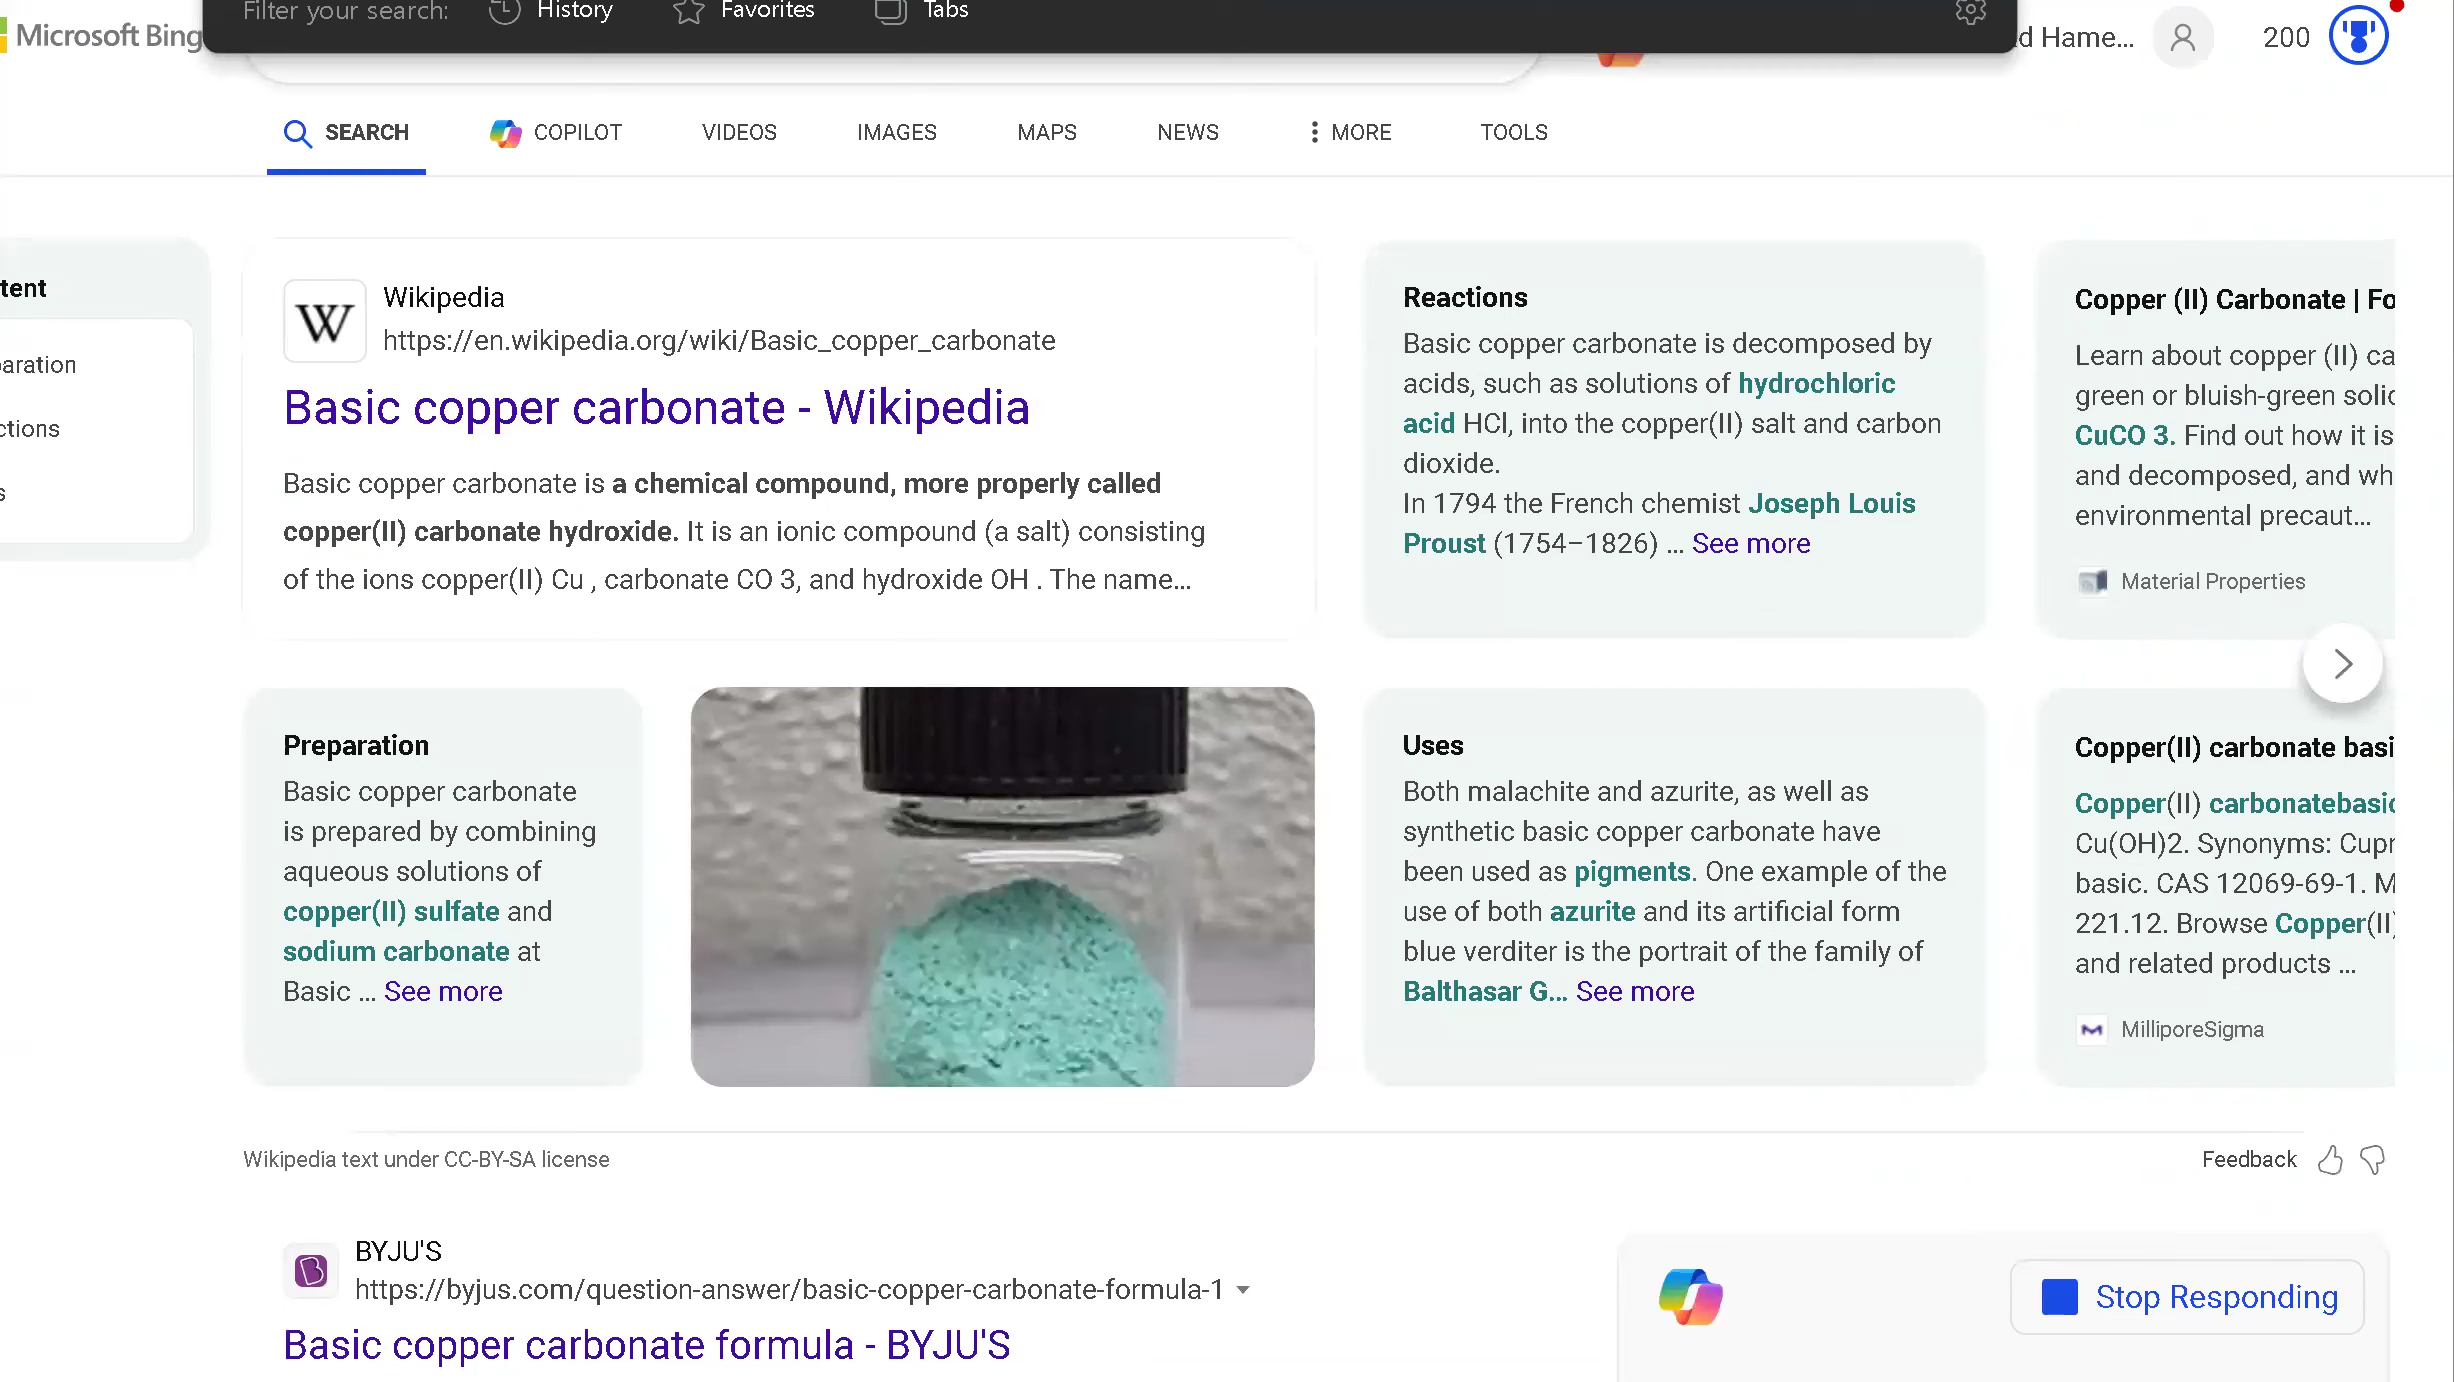 Filter your search:
History
Favorites
Tabs
Microsoft Bing
d Hame...
200
SEARCH
COPILOT
VIDEOS
IMAGES
MAPS
NEWS
MORE
TOOLS
tent
aration
ctions
s
W
Wikipedia
https://en.wikipedia.org/wiki/Basic_copper_carbonate
Basic copper carbonate - Wikipedia
Basic copper carbonate is a chemical compound, more properly called
copper(II) carbonate hydroxide. It is an ionic compound (a salt) consisting
of the ions copper(II) Cu , carbonate CO 3, and hydroxide OH . The name...
Reactions
Basic copper carbonate is decomposed by
acids, such as solutions of hydrochloric
acid HCl, into the copper(II) salt and carbon
dioxide.
In 1794 the French chemist Joseph Louis
Proust (1754–1826) ... See more
Copper (II) Carbonate | Fo
Learn about copper (II) ca
green or bluish-green solic
CuCO 3. Find out how it is
and decomposed, and wh
environmental precaut...
Material Properties
Preparation
Basic copper carbonate
is prepared by combining
aqueous solutions of
copper(II) sulfate and
sodium carbonate at
Basic ... See more
Uses
Both malachite and azurite, as well as
synthetic basic copper carbonate have
been used as pigments. One example of the
use of both azurite and its artificial form
blue verditer is the portrait of the family of
Balthasar G... See more
Copper(II) carbonate basi
Copper(II) carbonatebasic
Cu(OH)2. Synonyms: Cupr
basic. CAS 12069-69-1. M
221.12. Browse Copper(II)
and related products ...
MilliporeSigma
Wikipedia text under CC-BY-SA license
Feedback
BYJU'S
https://byjus.com/question-answer/basic-copper-carbonate-formula-1
Basic copper carbonate formula - BYJU'S
Stop Responding